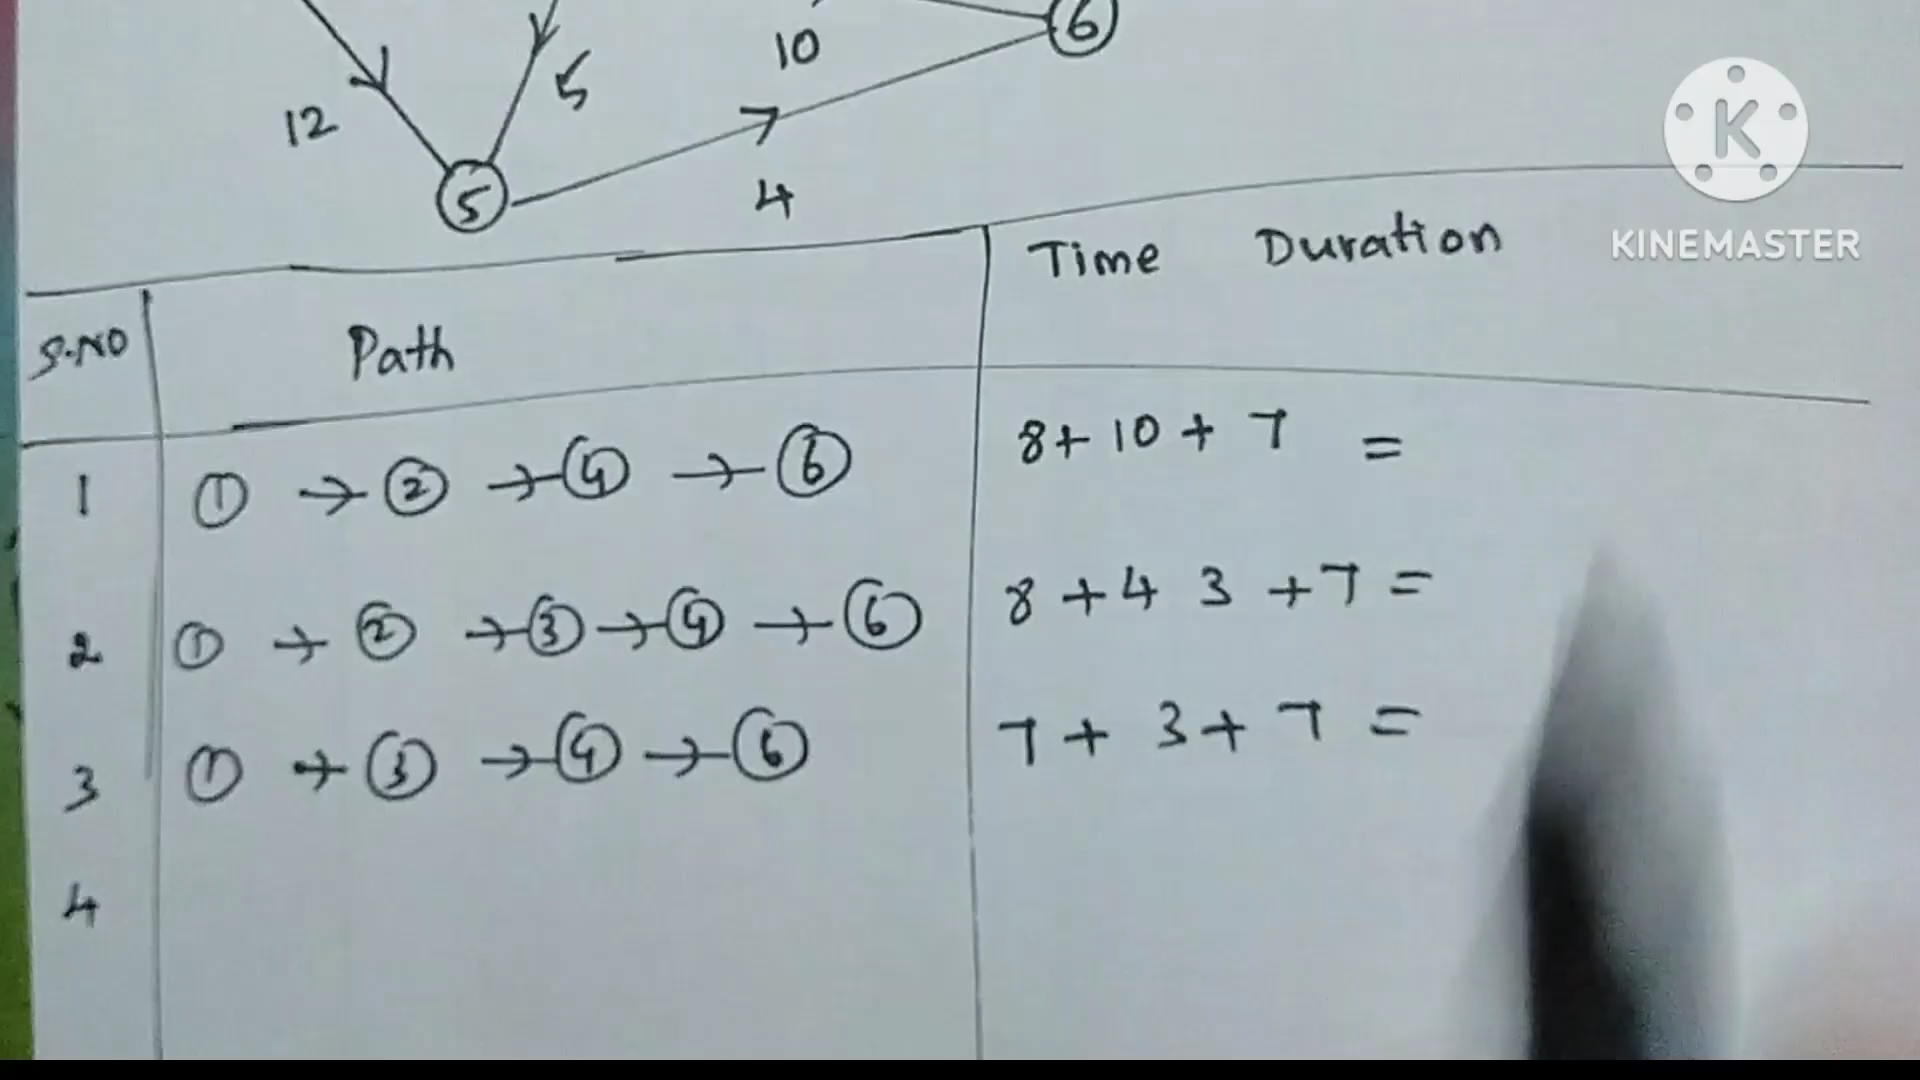 10
6
12
5
5
4
K
KINEMASTER
S.NO Path Time Duration
1 1 → 2 → 4 → 6 8 + 10 + 7 =
2 1 → 2 → 3 → 4 → 6 8 + 4 3 + 7 =
3 1 → 3 → 4 → 6 7 + 3 + 7 =
4